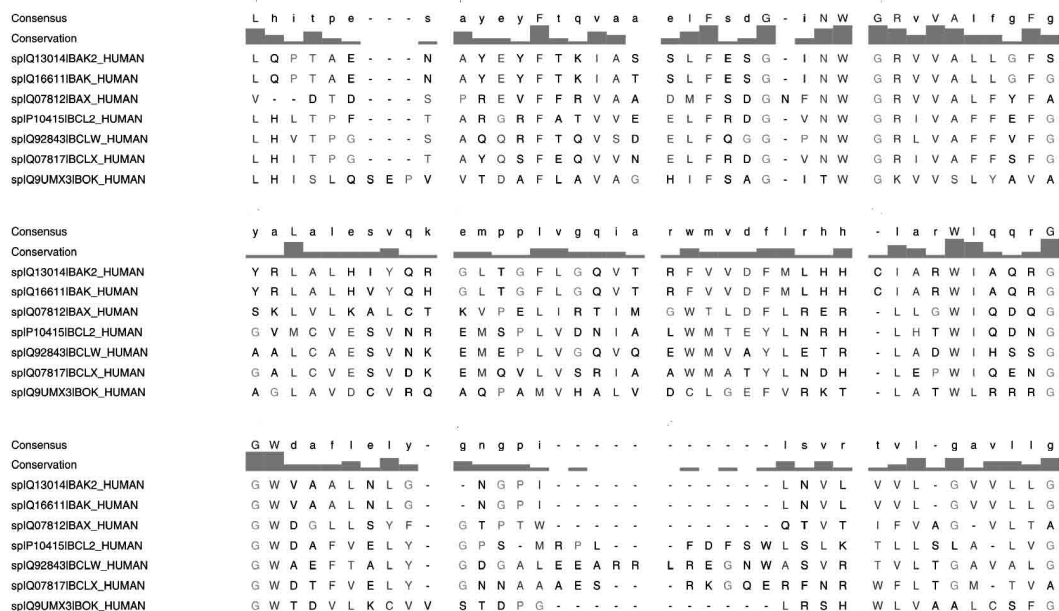 Consensus L h i t p e - - - s a y e y F t q v a a e l F s d G - i N W G R v V A l f g F g
Conservation
sp|Q13014|BAK2_HUMAN L Q P T A E - - - N A Y E Y F T K I A S S L F E S G - I N W G R V V A L L G F S
sp|Q16611|BAK_HUMAN L Q P T A E - - - N A Y E Y F T K I A T S L F E S G - I N W G R V V A L L G F G
sp|Q07812|BAX_HUMAN V - - D T D - - - S P R E V F F R V A A D M F S D G N F N W G R V V A L F Y F A
sp|P10415|BCL2_HUMAN L H L T P F - - - T A R G R F A T V V E E L F R D G - V N W G R I V A F F E F G
sp|Q92843|BCLW_HUMAN L H V T P G - - - S A Q Q R F T Q V S D E L F Q G G - P N W G R L V A F F V F G
sp|Q07817|BCLX_HUMAN L H I T P G - - - T A Y Q S F E Q V V N E L F R D G - V N W G R I V A F F S F G
sp|Q9UMX3|BOK_HUMAN L H I S L Q S E P V V T D A F L A V A G H I F S A G - I T W G K V V S L Y A V A
Consensus y a L a l e s v q k e m p p l v g q i a r w m v d f l r h h - l a r W I q q r G
Conservation
sp|Q13014|BAK2_HUMAN Y R L A L H I Y Q R G L T G F L G Q V T R F V V D F M L H H C I A R W I A Q R G
sp|Q16611|BAK_HUMAN Y R L A L H V Y Q H G L T G F L G Q V T R F V V D F M L H H C I A R W I A Q R G
sp|Q07812|BAX_HUMAN S K L V L K A L C T K V P E L I R T I M G W T L D F L R E R - L L G W I Q D Q G
sp|P10415|BCL2_HUMAN G V M C V E S V N R E M S P L V D N I A L W M T E Y L N R H - L H T W I Q D N G
sp|Q92843|BCLW_HUMAN A A L C A E S V N K E M E P L V G Q V Q E W M V A Y L E T R - L A D W I H S S G
sp|Q07817|BCLX_HUMAN G A L C V E S V D K E M Q V L V S R I A A W M A T Y L N D H - L E P W I Q E N G
sp|Q9UMX3|BOK_HUMAN A G L A V D C V R Q A Q P A M V H A L V D C L G E F V R K T - L A T W L R R R G
Consensus G W d a f l e l y - g n g p i - - - - - - - - - - - - l s v r t v l - g a v l l g
Conservation
sp|Q13014|BAK2_HUMAN G W V A A L N L G - - N G P I - - - - - - - - - - - - L N V L V V L - G V V L L G
sp|Q16611|BAK_HUMAN G W V A A L N L G - - N G P I - - - - - - - - - - - - L N V L V V L - V V L L G
sp|Q07812|BAX_HUMAN G W D G L L S Y F - G T P T W - - - - - - - - - - - - Q T V T I F V A G - V L T A
sp|P10415|BCL2_HUMAN G W D A F V E L Y - G P S - M R P L - - - F D F S W L S L K T L L S L A - L V G
sp|Q92843|BCLW_HUMAN G W A E F T A L Y - G D G A L E E A R R L R E G N W A S V R T V L T G A V A L G
sp|Q07817|BCLX_HUMAN G W D T F V E L Y - G N N A A A E S - - - R K G Q E R F N R W F L T G M - T V A
sp|Q9UMX3|BOK_HUMAN G W T D V L K C V V S T D P G - - - - - - - - - - - - L R S H W L V A A L C S F G